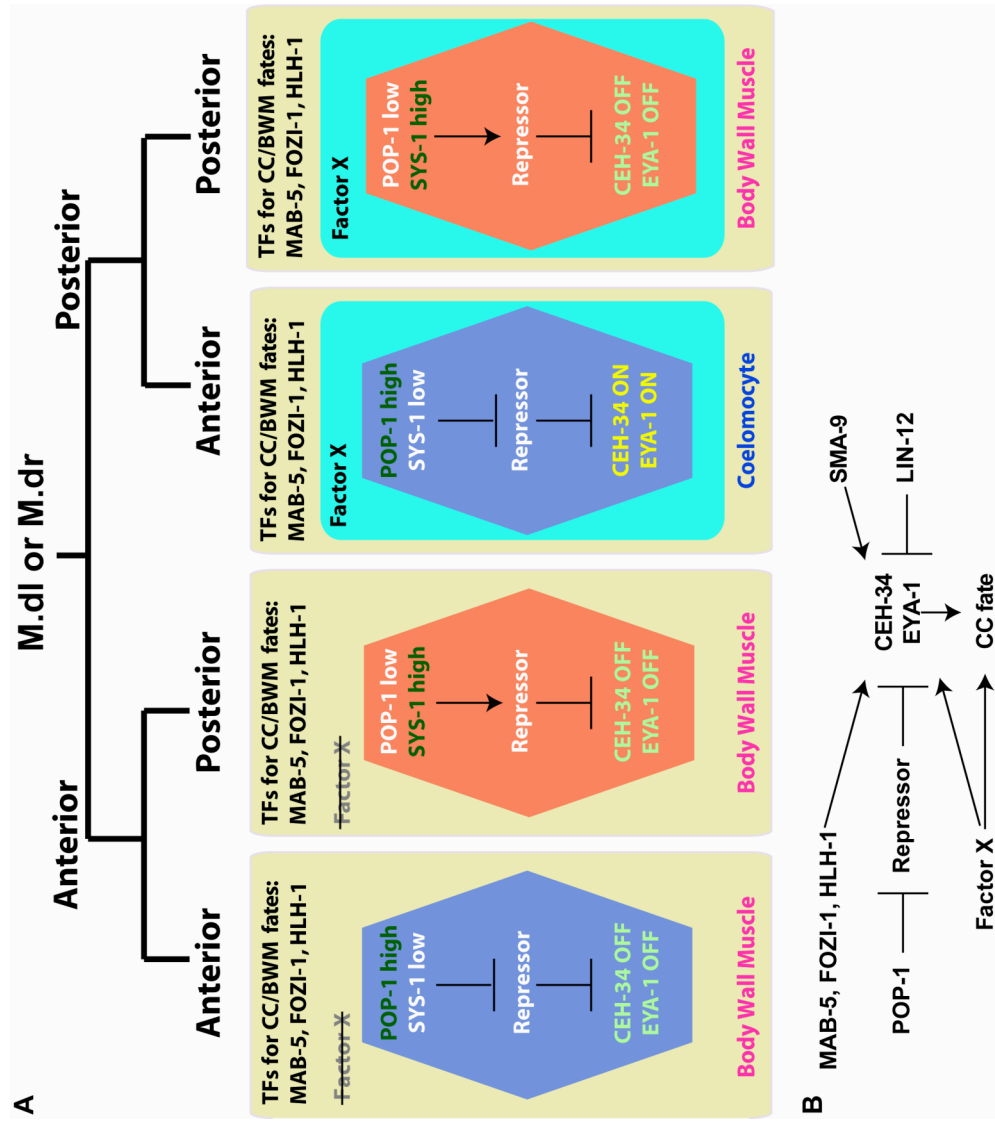 A
M.dl or M.dr
Anterior
Posterior
Anterior
Posterior
Anterior
Posterior
TFs for CC/BWM fates:
MAB-5, FOZI-1, HLH-1
Factor X
POP-1 high
SYS-1 low
Repressor
CEH-34 OFF
EYA-1 OFF
Body Wall Muscle
TFs for CC/BWM fates:
MAB-5, FOZI-1, HLH-1
Factor X
POP-1 low
SYS-1 high
Repressor
CEH-34 OFF
EYA-1 OFF
Body Wall Muscle
TFs for CC/BWM fates:
MAB-5, FOZI-1, HLH-1
Factor X
POP-1 high
SYS-1 low
Repressor
CEH-34 ON
EYA-1 ON
Coelomocyte
TFs for CC/BWM fates:
MAB-5, FOZI-1, HLH-1
Factor X
POP-1 low
SYS-1 high
Repressor
CEH-34 OFF
EYA-1 OFF
Body Wall Muscle
B
MAB-5, FOZI-1, HLH-1
SMA-9
POP-1
Repressor
CEH-34
EYA-1
LIN-12
Factor X
CC fate